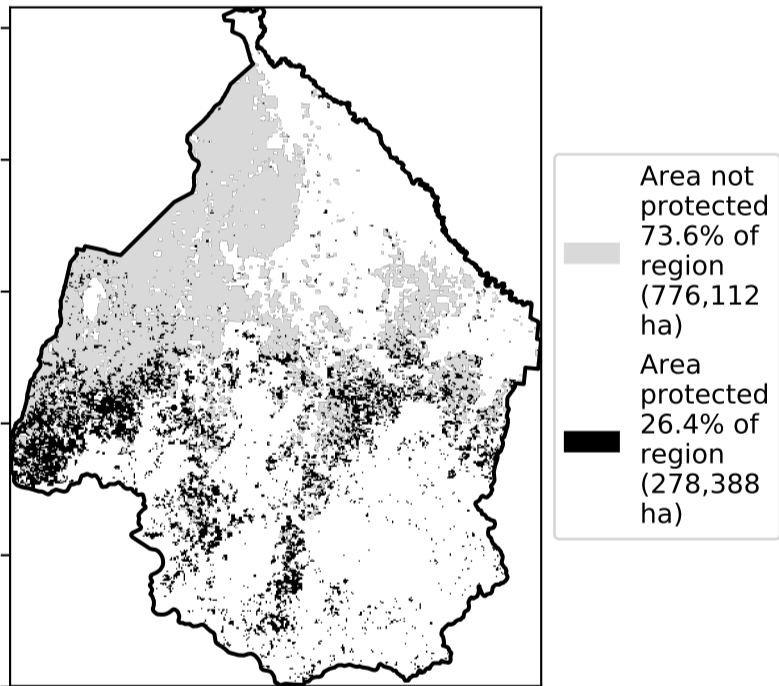 Area not
protected
73.6% of
region
(776,112
ha)
Area
protected
26.4% of
region
(278,388
ha)